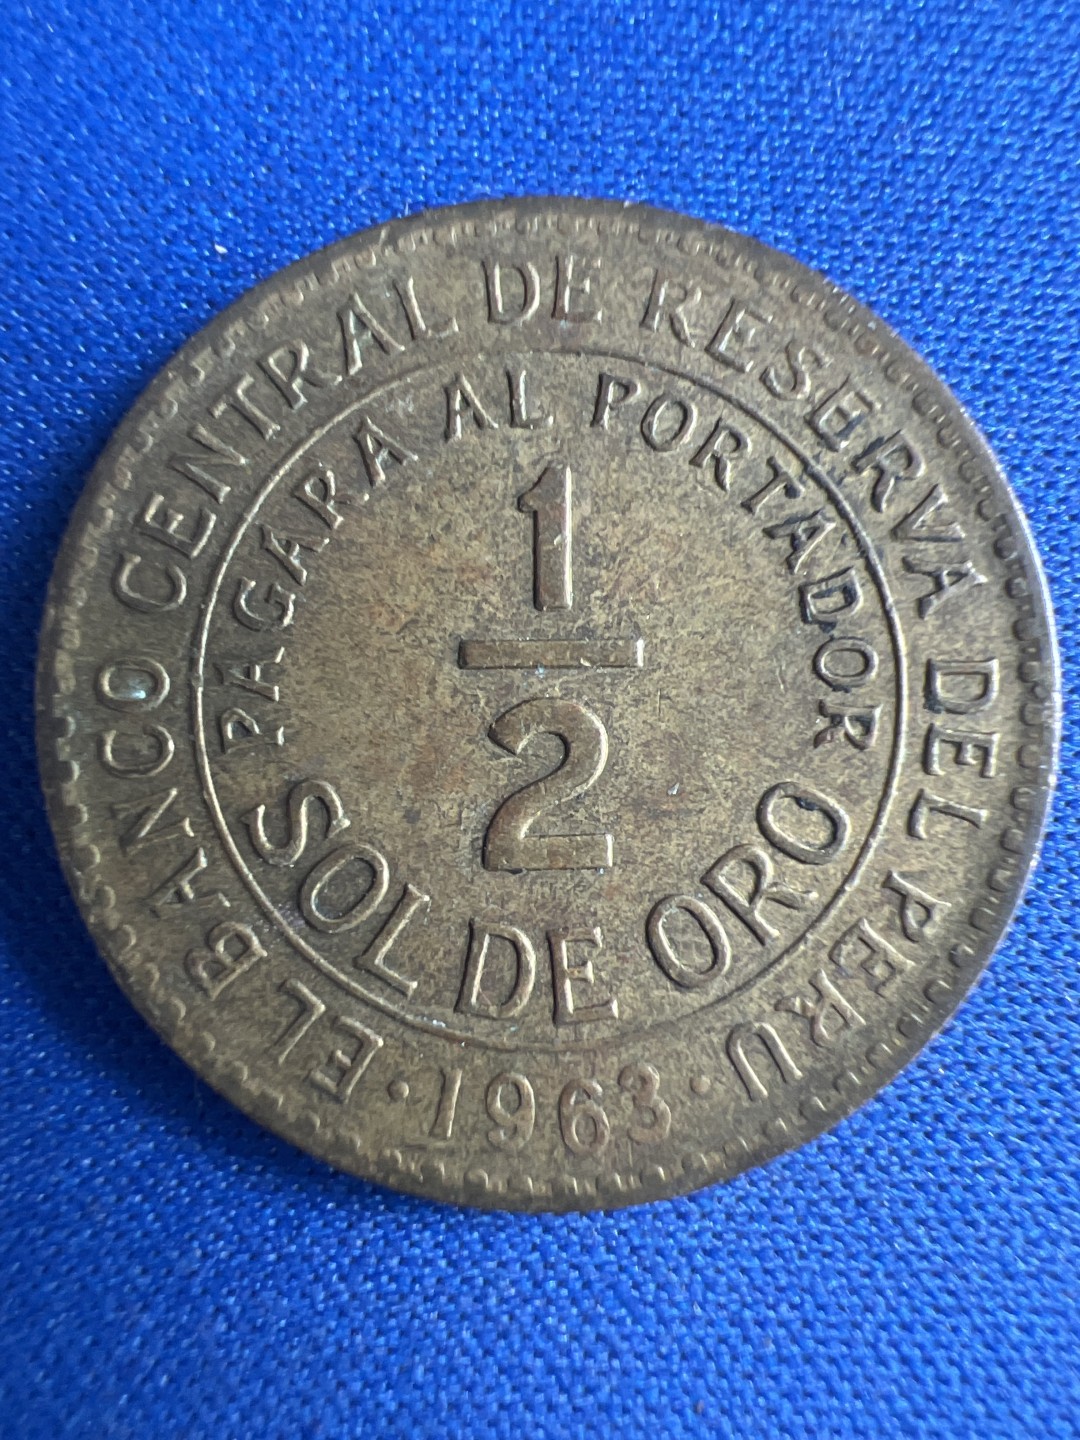 EL BANCO CENTRAL DE RESERVA DEL PERU
PAGARA AL PORTADOR
1/2
SOL DE ORO
· 1963 ·